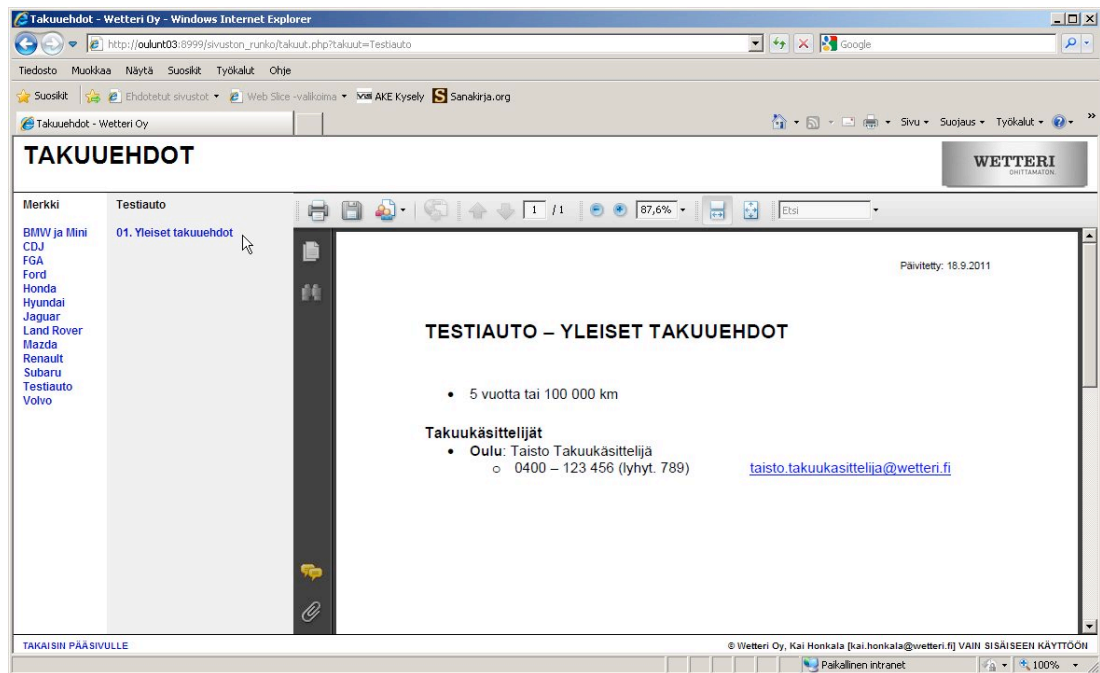 Takuuehdot - Wetteri Oy - Windows Internet Explorer
http://oulunt03:8999/sivuston_runko/takuut.php?takuut=Testiauto
Google
Tiedosto Muokkaa Näytä Suosikit Työkalut Ohje
Suosikit Ehdotetut sivustot Web Slice -valikoima AKE Kysely Sanakirja.org
Takuuehdot - Wetteri Oy
Sivu Suojaus Työkalut
TAKUUEHDOT
WETTERI
OHITTAMATON.
Merkki
BMW ja Mini
CDJ
FGA
Ford
Honda
Hyundai
Jaguar
Land Rover
Mazda
Renault
Subaru
Testiauto
Volvo
Testiauto
01. Yleiset takuuehdot
1 / 1 87,6% Etsi
Päivitetty: 18.9.2011
TESTIAUTO – YLEISET TAKUUEHDOT
• 5 vuotta tai 100 000 km
Takuukäsittelijät
• Oulu: Taisto Takuukäsittelijä
o 0400 – 123 456 (lyhyt. 789) taisto.takuukasittelija@wetteri.fi
TAKAISIN PÄÄSIVULLE
© Wetteri Oy, Kai Honkala [kai.honkala@wetteri.fi] VAIN SISÄISEEN KÄYTTÖÖN
Paikallinen intranet 100%